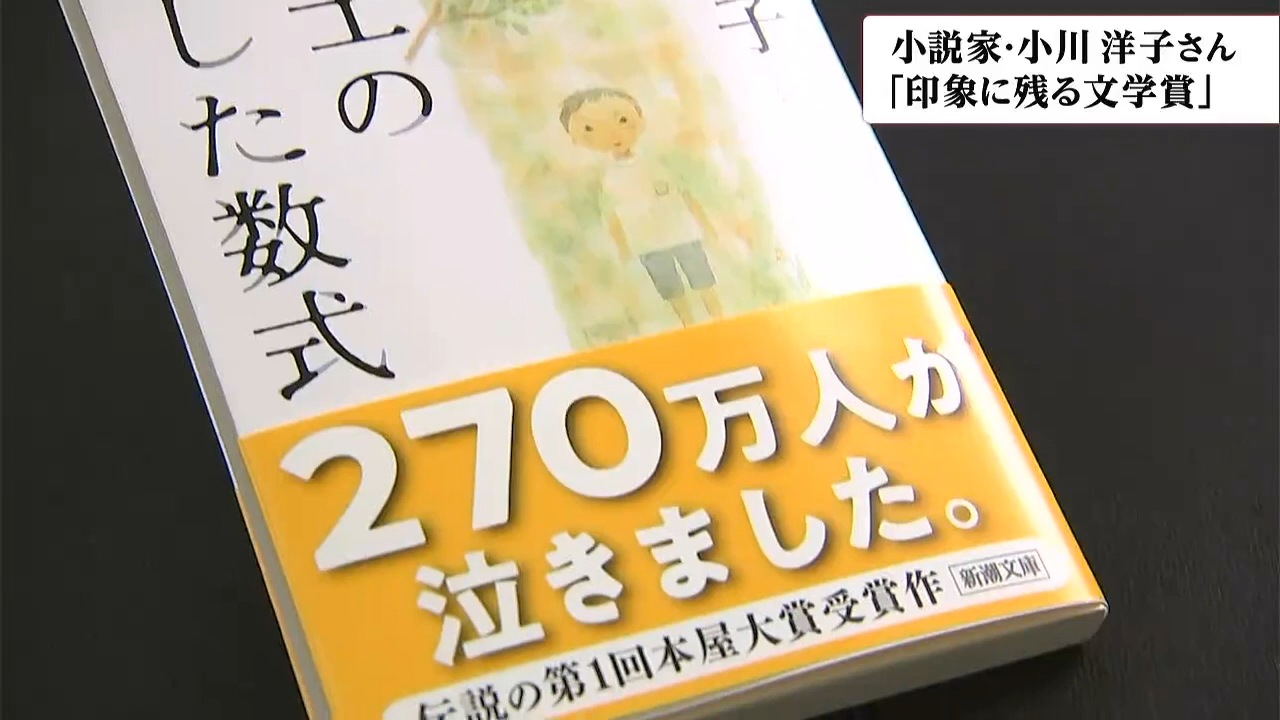 小説家・小川 洋子さん
「印象に残る文学賞」
子
士の
した数式
270万人が
泣きました。
伝説の第1回本屋大賞受賞作
新潮文庫